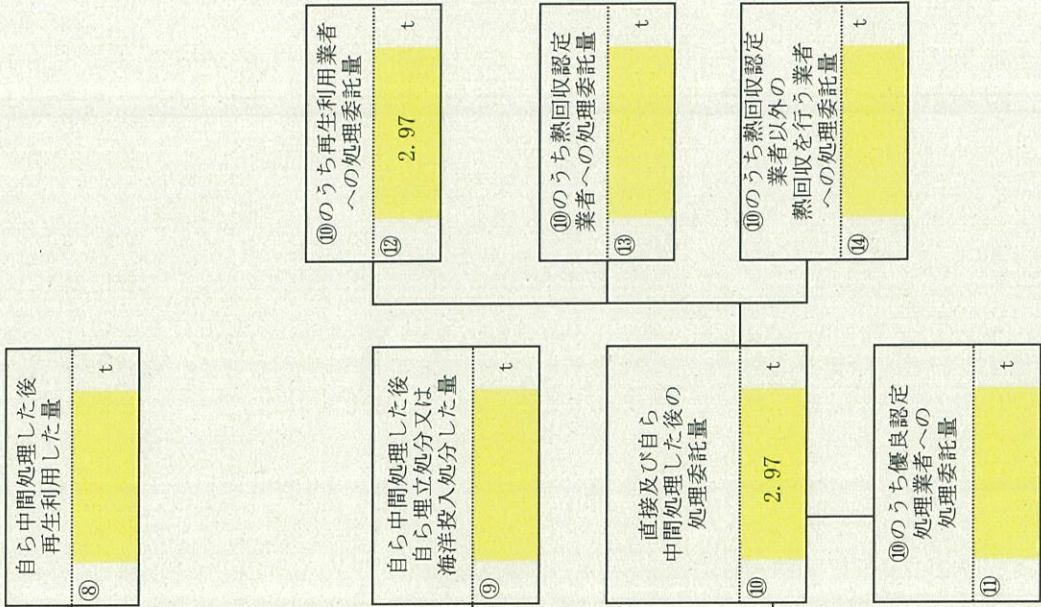 自ら中間処理した後
再生利用した量
⑧ t
自ら中間処理した後
自ら埋立処分又は
海洋投入処分した量
⑨ t
直接及び自ら
中間処理した後の
処理委託量
⑩ 2.97 t
⑩のうち優良認定
処理業者への
処理委託量
⑪ t
⑩のうち再生利用業者
への処理委託量
⑫ 2.97 t
⑩のうち熱回収認定
業者への処理委託量
⑬ t
⑩のうち熱回収認定
業者以外の
熱回収を行う業者
への処理委託量
⑭ t